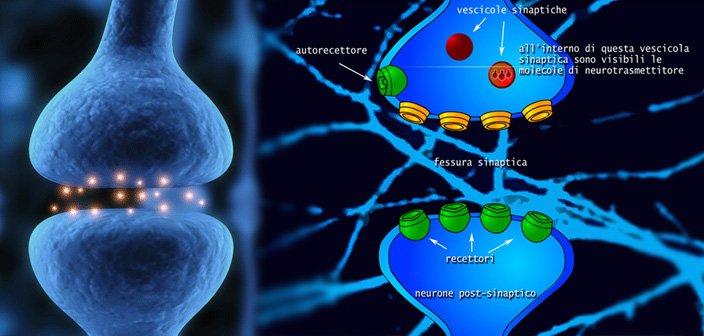 vescicole sinaptiche
autorecettore
all'interno di questa vescicola
sinaptica sono visibili le
molecole di neurotrasmettitore
fessura sinaptica
recettori
neurone post-sinaptico